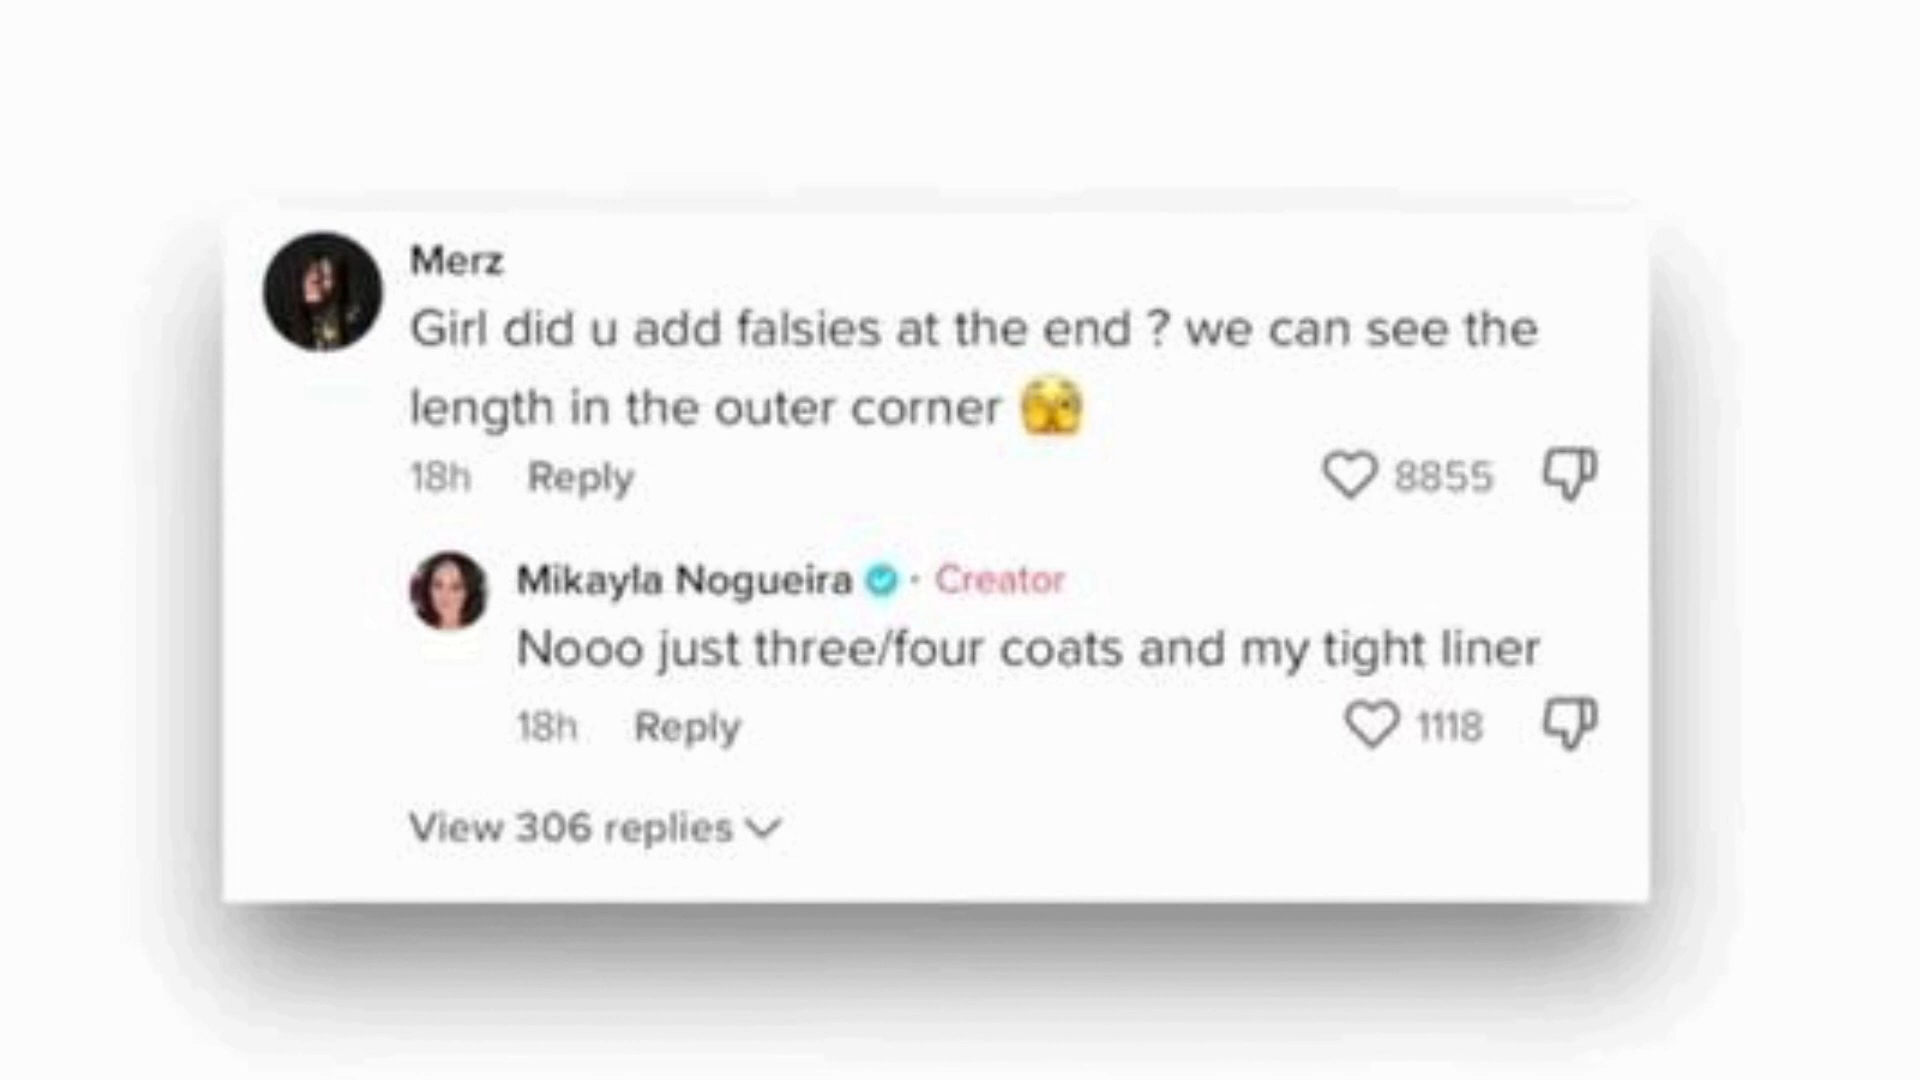 Merz
Girl did u add falsies at the end ? we can see the
length in the outer corner 🫣
18h Reply 8855
Mikayla Nogueira · Creator
Nooo just three/four coats and my tight liner
18h Reply 1118
View 306 replies